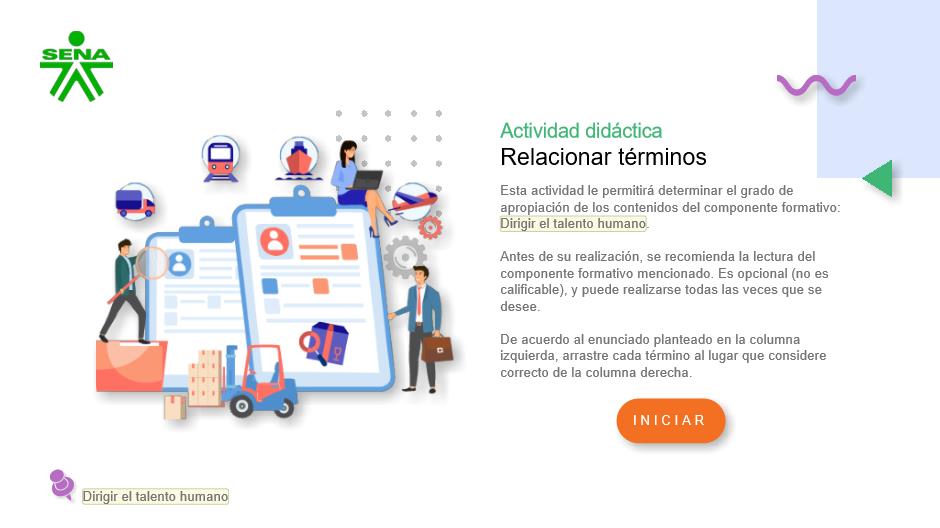 SENA
Actividad didáctica
Relacionar términos
Esta actividad le permitirá determinar el grado de
apropiación de los contenidos del componente formativo:
Dirigir el talento humano.
Antes de su realización, se recomienda la lectura del
componente formativo mencionado. Es opcional (no es
calificable), y puede realizarse todas las veces que se
desee.
De acuerdo al enunciado planteado en la columna
izquierda, arrastre cada término al lugar que considere
correcto de la columna derecha.
INICIAR
Dirigir el talento humano